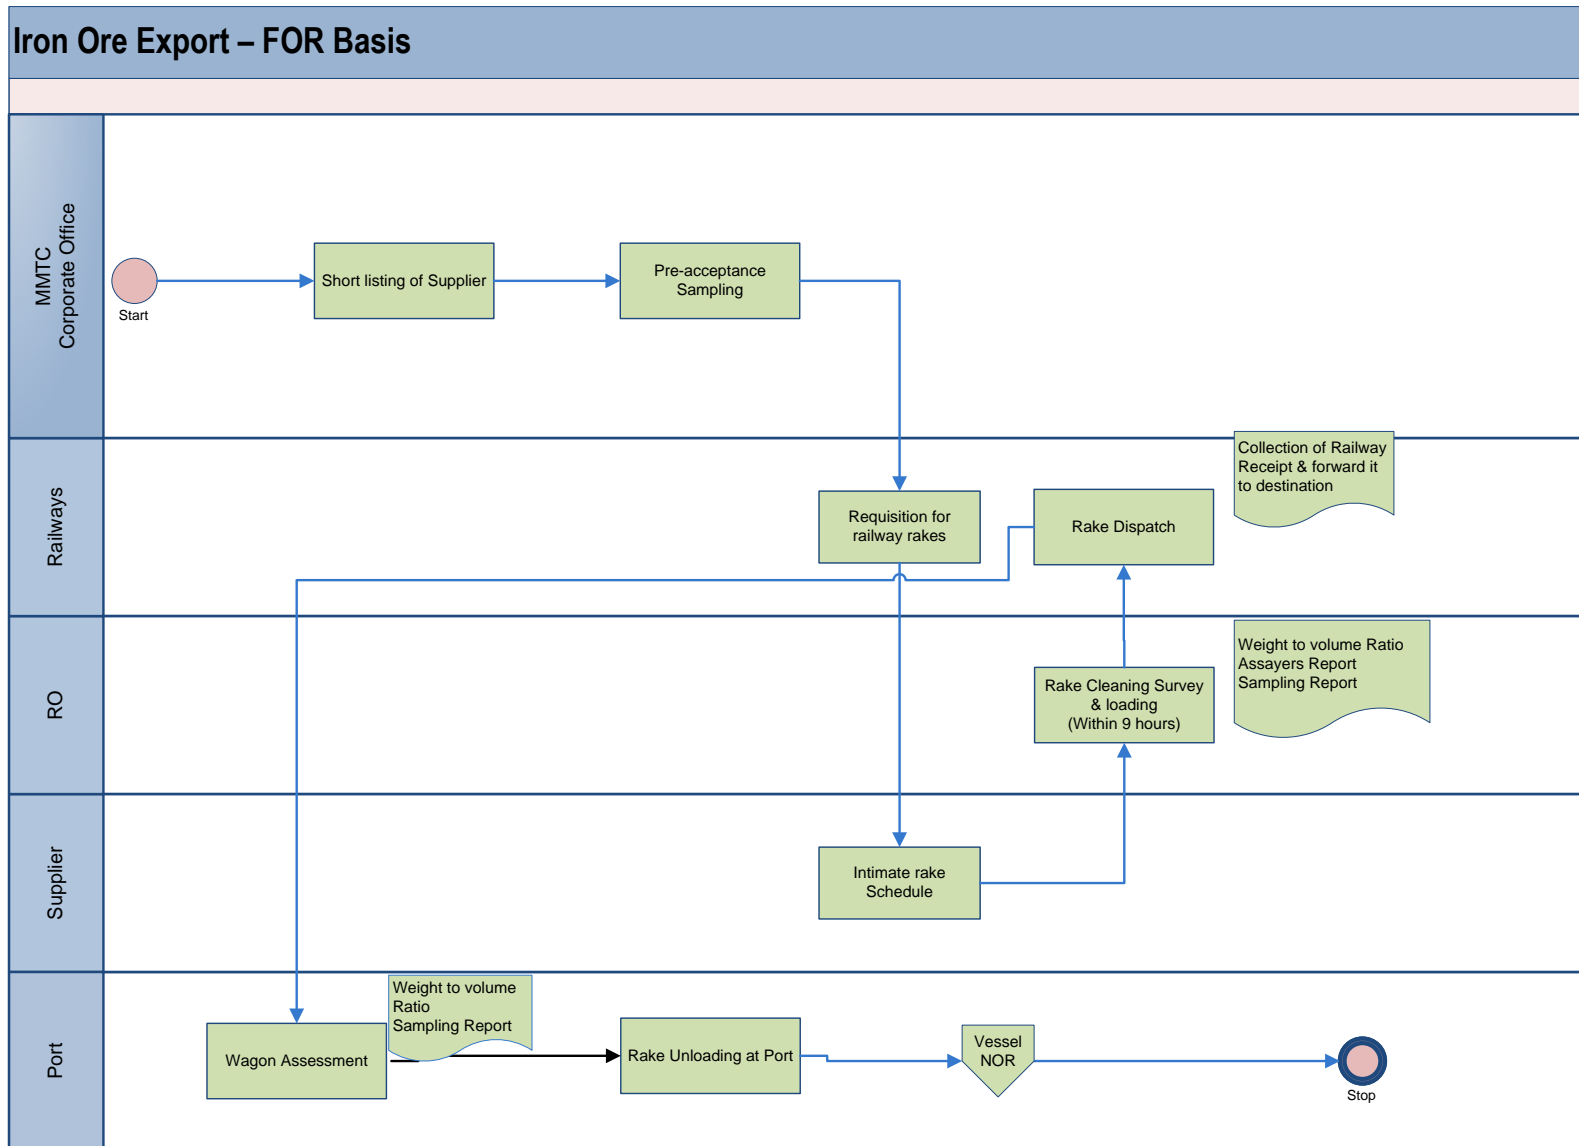 Iron Ore Export – FOR Basis
MMTC
Corporate Office
Start
Short listing of Supplier
Pre-acceptance
Sampling
Railways
Requisition for
railway rakes
Rake Dispatch
Collection of Railway
Receipt & forward it
to destination
RO
Rake Cleaning Survey
& loading
(Within 9 hours)
Weight to volume Ratio
Assayers Report
Sampling Report
Supplier
Intimate rake
Schedule
Port
Wagon Assessment
Weight to volume
Ratio
Sampling Report
Rake Unloading at Port
Vessel
NOR
Stop